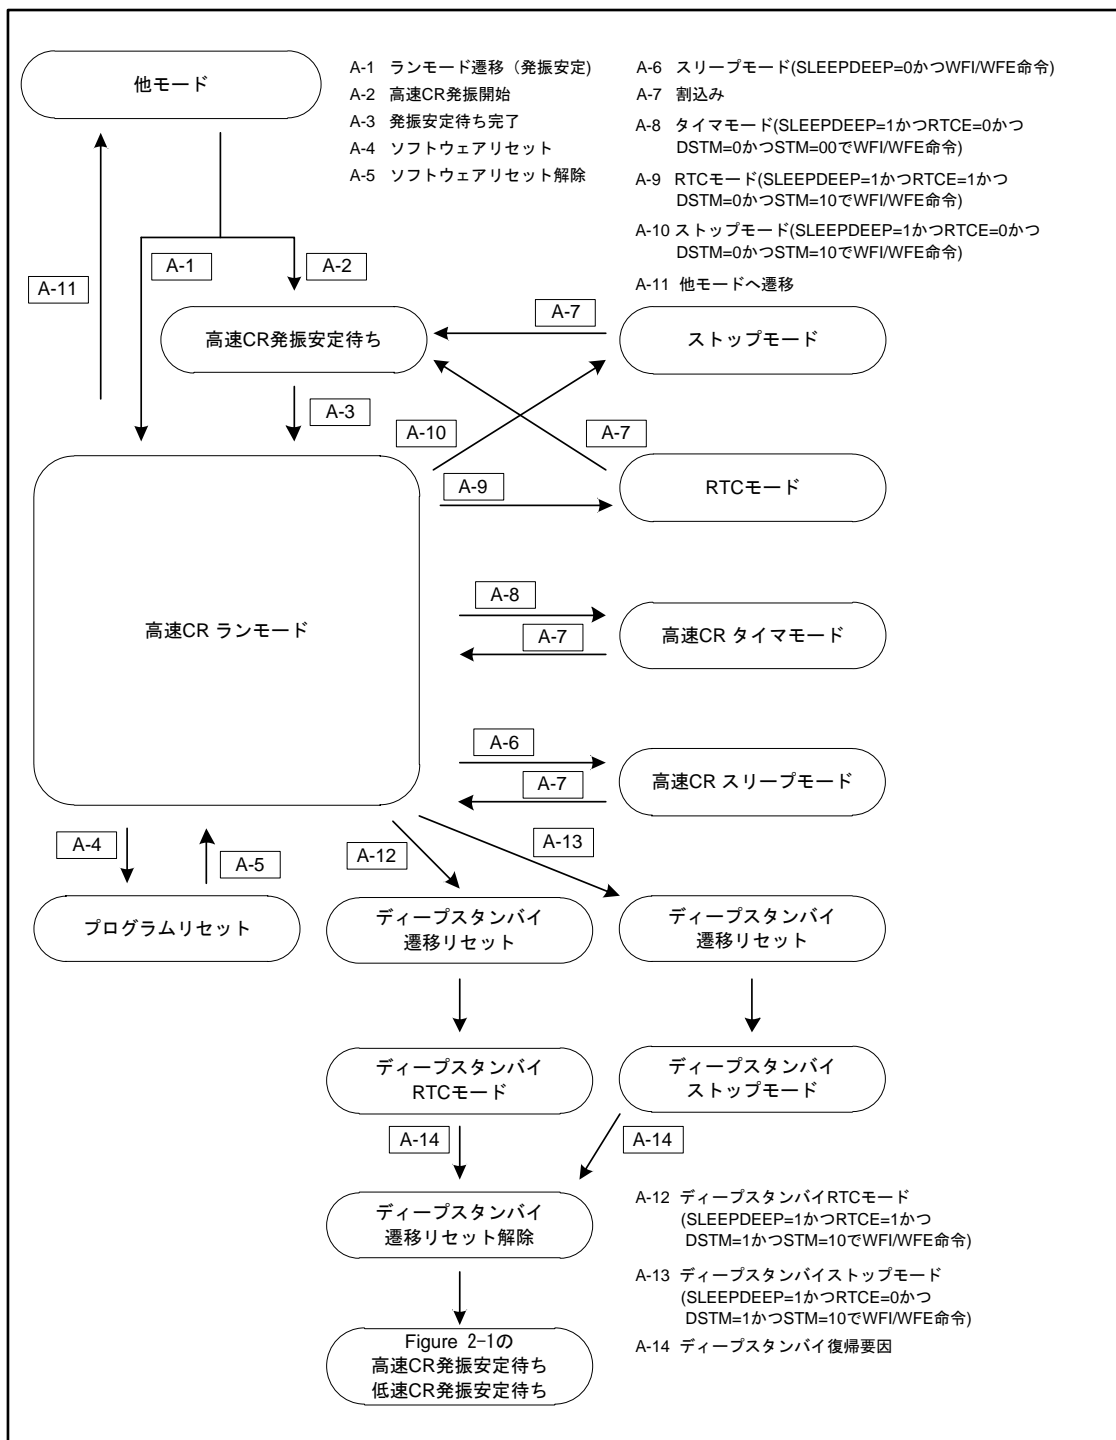 他モード
A-1 ランモード遷移（発振安定)
A-2 高速CR発振開始
A-3 発振安定待ち完了
A-4 ソフトウェアリセット
A-5 ソフトウェアリセット解除
A-6 スリープモード(SLEEPDEEP=0かつWFI/WFE命令)
A-7 割込み
A-8 タイマモード(SLEEPDEEP=1かつRTCE=0かつ
DSTM=0かつSTM=00でWFI/WFE命令)
A-9 RTCモード(SLEEPDEEP=1かつRTCE=1かつ
DSTM=0かつSTM=10でWFI/WFE命令)
A-10 ストップモード(SLEEPDEEP=1かつRTCE=0かつ
DSTM=0かつSTM=10でWFI/WFE命令)
A-11 他モードへ遷移
A-11
A-1
A-2
高速CR発振安定待ち
A-7
ストップモード
A-3
A-10
A-7
A-9
RTCモード
高速CR ランモード
A-8
A-7
高速CR タイマモード
A-6
A-7
高速CR スリープモード
A-4
A-5
A-12
A-13
プログラムリセット
ディープスタンバイ
遷移リセット
ディープスタンバイ
遷移リセット
ディープスタンバイ
RTCモード
ディープスタンバイ
ストップモード
A-14
A-14
ディープスタンバイ
遷移リセット解除
A-12 ディープスタンバイRTCモード
(SLEEPDEEP=1かつRTCE=1かつ
DSTM=1かつSTM=10でWFI/WFE命令)
A-13 ディープスタンバイストップモード
(SLEEPDEEP=1かつRTCE=0かつ
DSTM=1かつSTM=10でWFI/WFE命令)
A-14 ディープスタンバイ復帰要因
Figure 2-1の
高速CR発振安定待ち
低速CR発振安定待ち